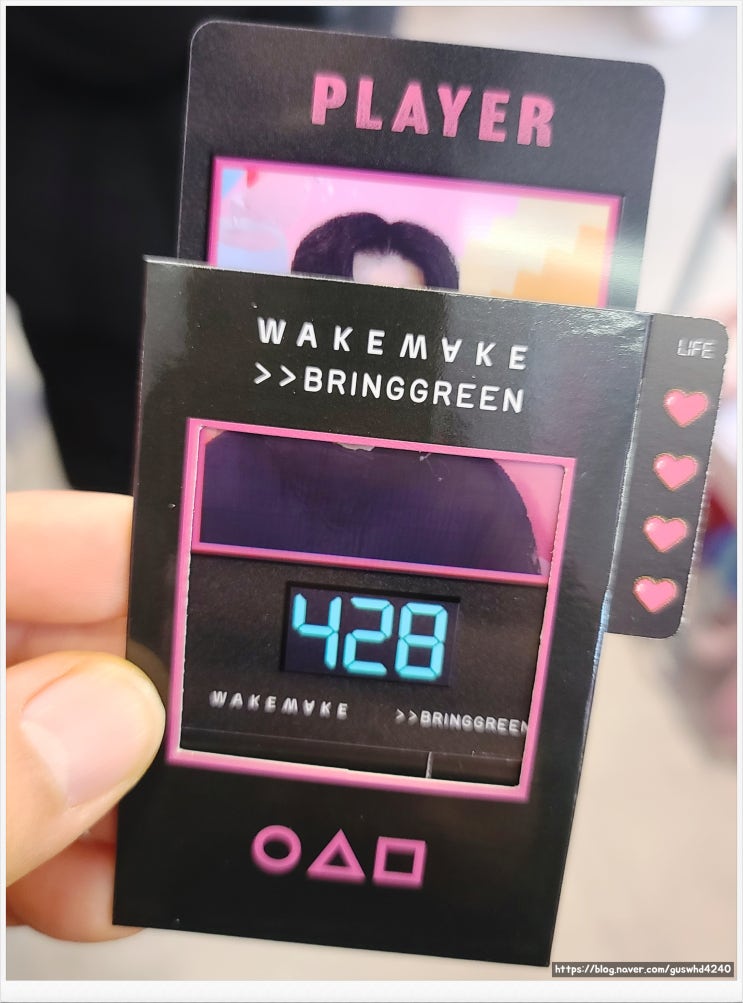 PLAYER
WAKEMAKE
>>BRINGGREEN
LIFE
428
WAKEMAKE >>BRINGGREEN
https://blog.naver.com/guswhd4240